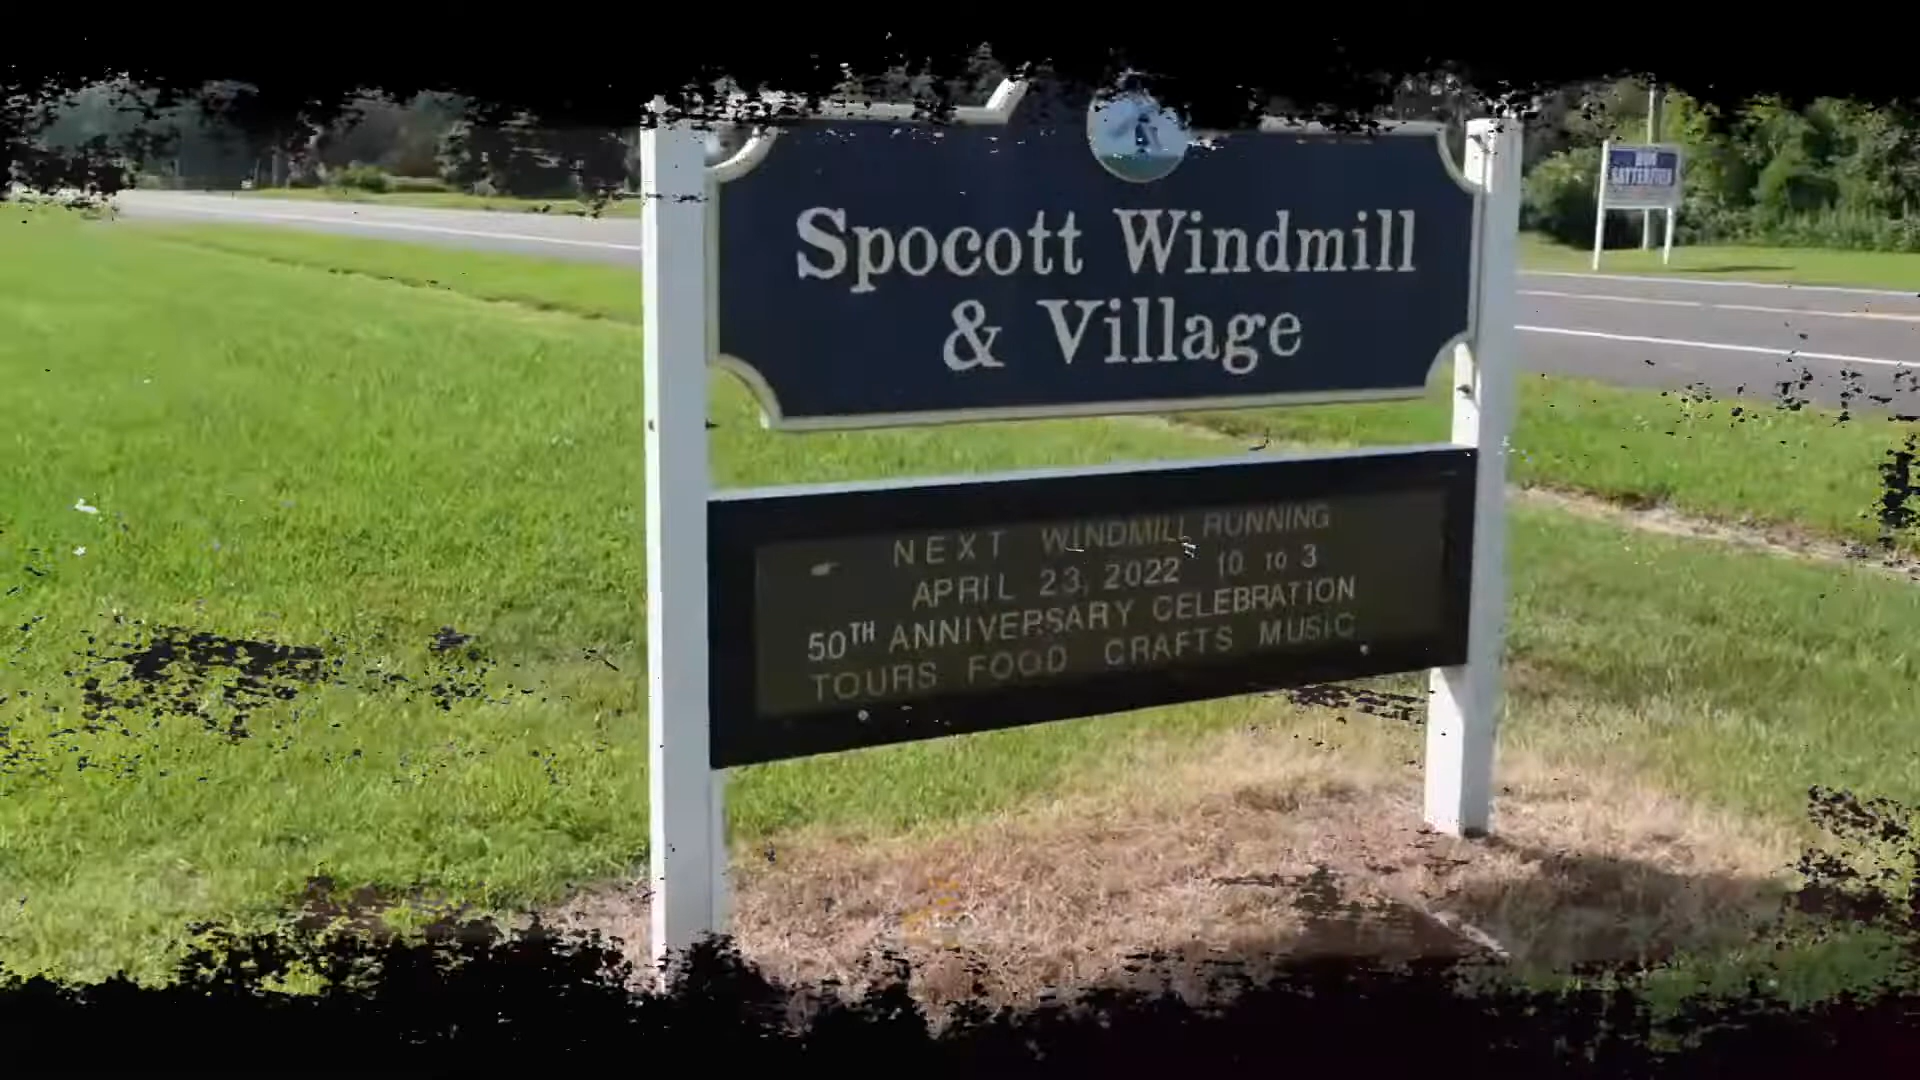 Spocott Windmill
& Village
NEXT WINDMILL RUNNING
APRIL 23, 2022 10 TO 3
50TH ANNIVERSARY CELEBRATION
TOURS FOOD CRAFTS MUSIC